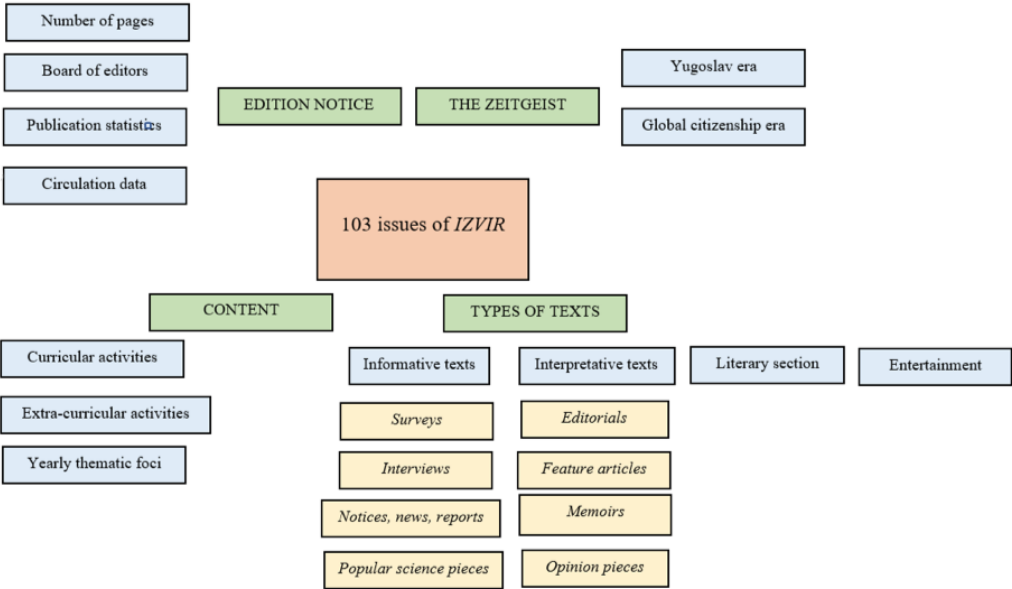 Number of pages
Board of editors
Publication statistics
Circulation data
EDITION NOTICE
THE ZEITGEIST
Yugoslav era
Global citizenship era
103 issues of IZVIR
CONTENT
Curricular activities
Extra-curricular activities
Yearly thematic foci
TYPES OF TEXTS
Informative texts
Surveys
Interviews
Notices, news, reports
Popular science pieces
Interpretative texts
Editorials
Feature articles
Memoirs
Opinion pieces
Literary section
Entertainment